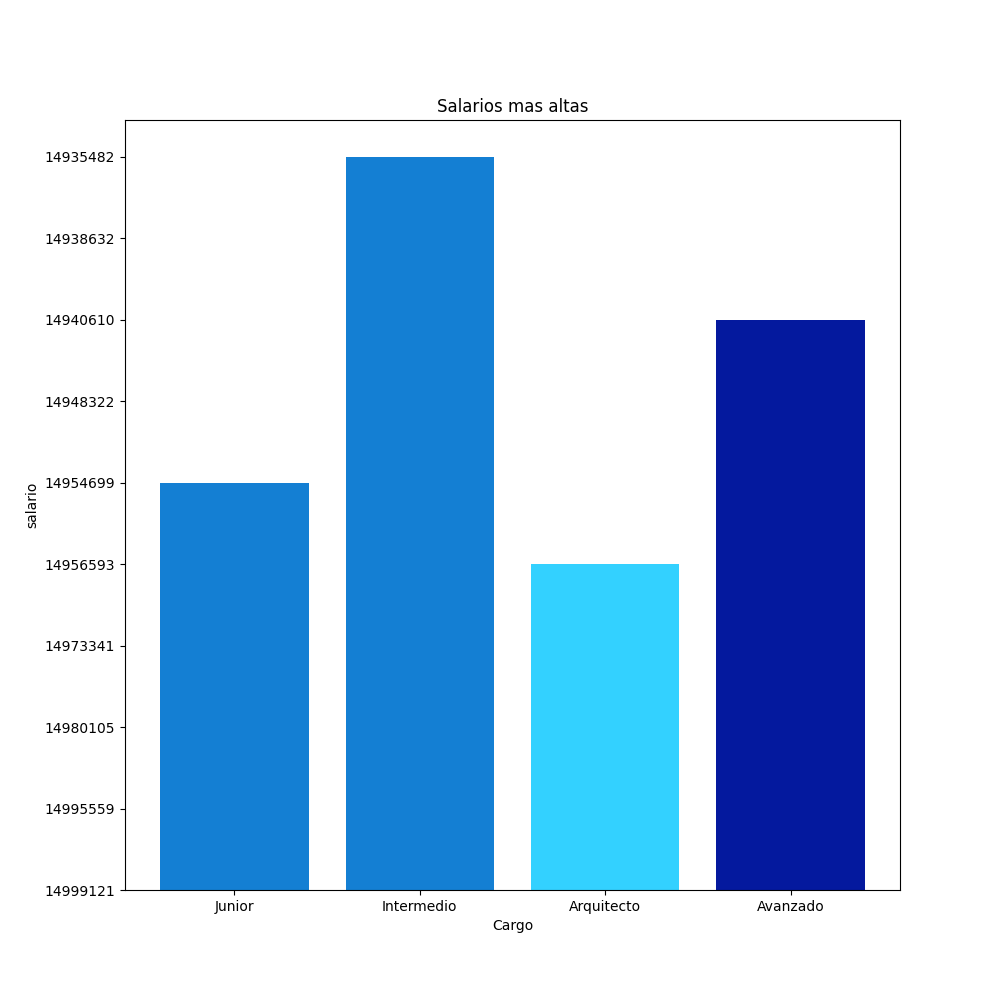 Salarios mas altas
14935482
14938632
14940610
14948322
14954699
14956593
14973341
14980105
14995559
14999121
salario
Junior
Intermedio
Arquitecto
Avanzado
Cargo